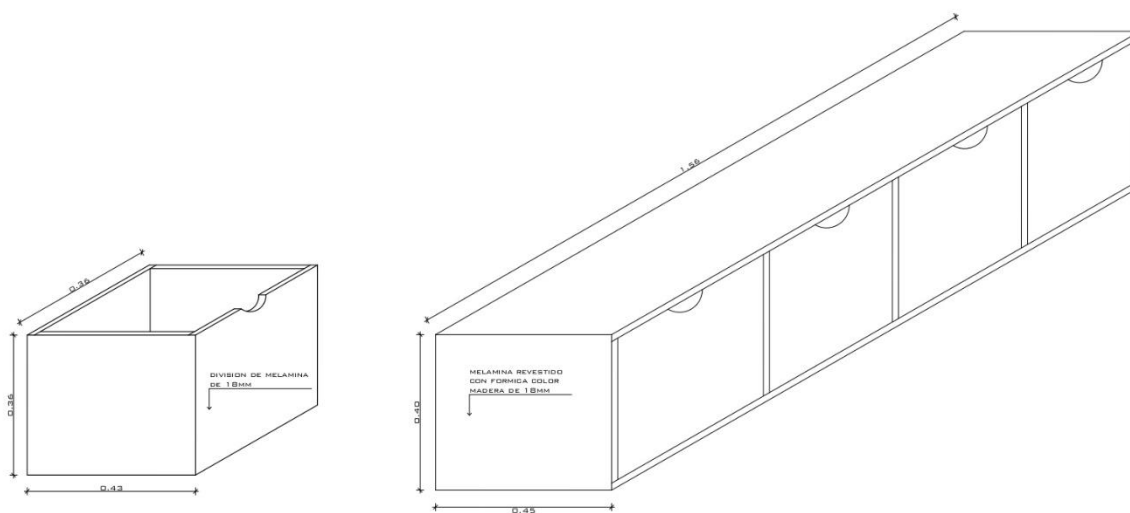 0.36
DIVISION DE MELAMINA
DE 18MM
0.36
0.43
1.56
MELAMINA REVESTIDO
CON FORMICA COLOR
MADERA DE 18MM
0.40
0.45